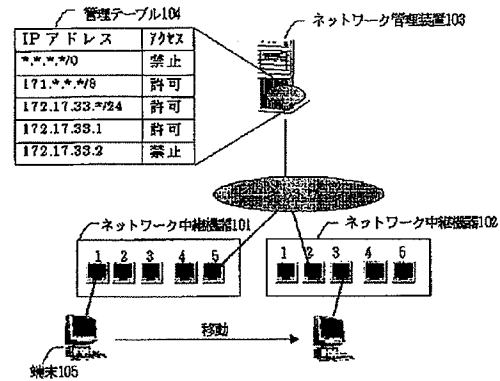 管理テーブル104
ネットワーク管理装置103
IPアドレス アクセス
*.*.*.*/0 禁止
171.*.*.*/8 許可
172.17.33.*/24 許可
172.17.33.1 許可
172.17.33.2 禁止
ネットワーク中継機器101
ネットワーク中継機器102
1 2 3 4 5
1 2 3 4 5
移動
端末105